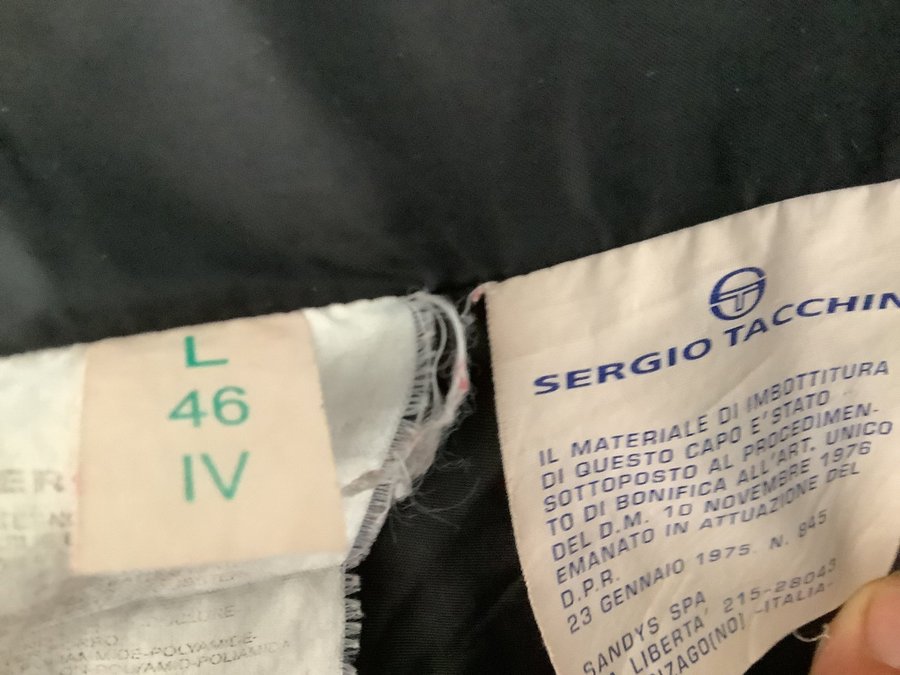 L
46
IV
SERGIO TACCHIN
IL MATERIALE DI IMBOTTITURA
DI QUESTO CAPO E'STATO
SOTTOPOSTO AL PROCEDIMEN-
TO DI BONIFICA ALL'ART. UNICO
DEL D.M. 10 NOVEMBRE 1976
EMANATO IN ATTUAZIONE DEL
D.P.R.
23 GENNAIO 1975. N. 845
SANDYS SPA
A LIBERTA' 215-28043
NZAGO(NO) -ITALIA-